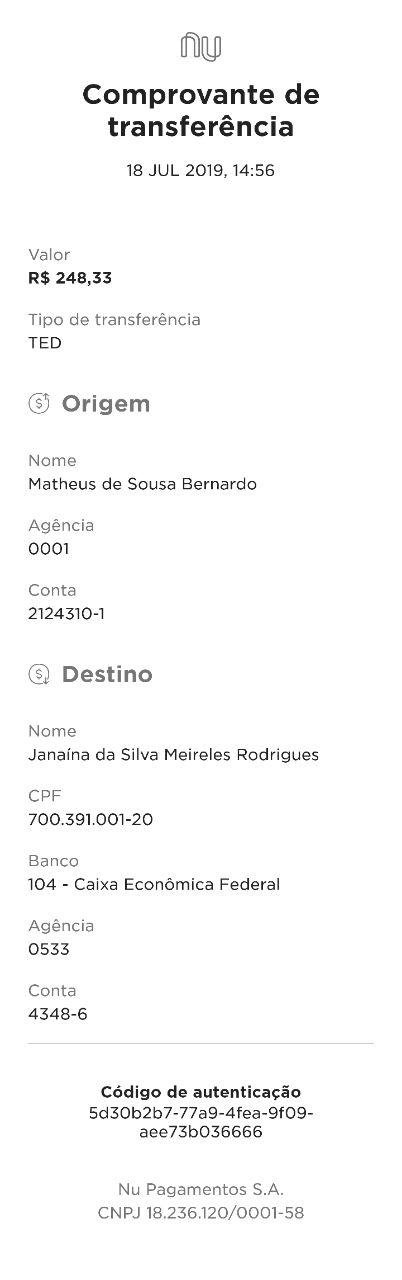 nu
Comprovante de
transferência
18 JUL 2019, 14:56
Valor
R$ 248,33
Tipo de transferência
TED
Origem
Nome
Matheus de Sousa Bernardo
Agência
0001
Conta
2124310-1
Destino
Nome
Janaína da Silva Meireles Rodrigues
CPF
700.391.001-20
Banco
104 - Caixa Econômica Federal
Agência
0533
Conta
4348-6
Código de autenticação
5d30b2b7-77a9-4fea-9f09-
aee73b036666
Nu Pagamentos S.A.
CNPJ 18.236.120/0001-58